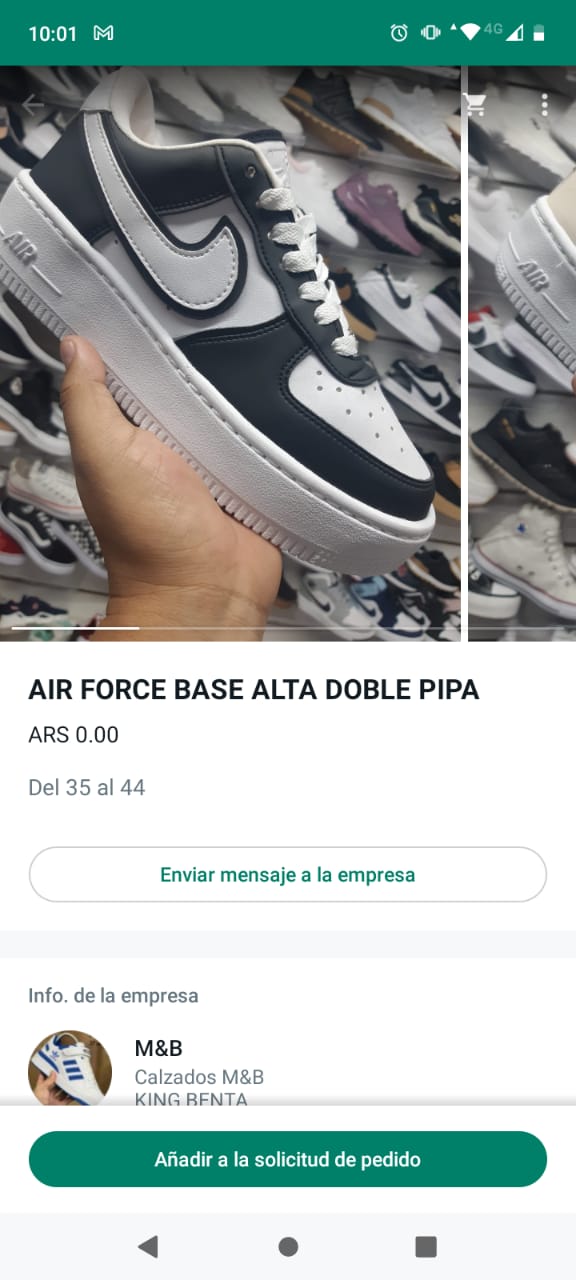 10:01
4G
AIR
AIR
AIR FORCE BASE ALTA DOBLE PIPA
ARS 0.00
Del 35 al 44
Enviar mensaje a la empresa
Info. de la empresa
M&B
Calzados M&B
KING BENTA
Añadir a la solicitud de pedido